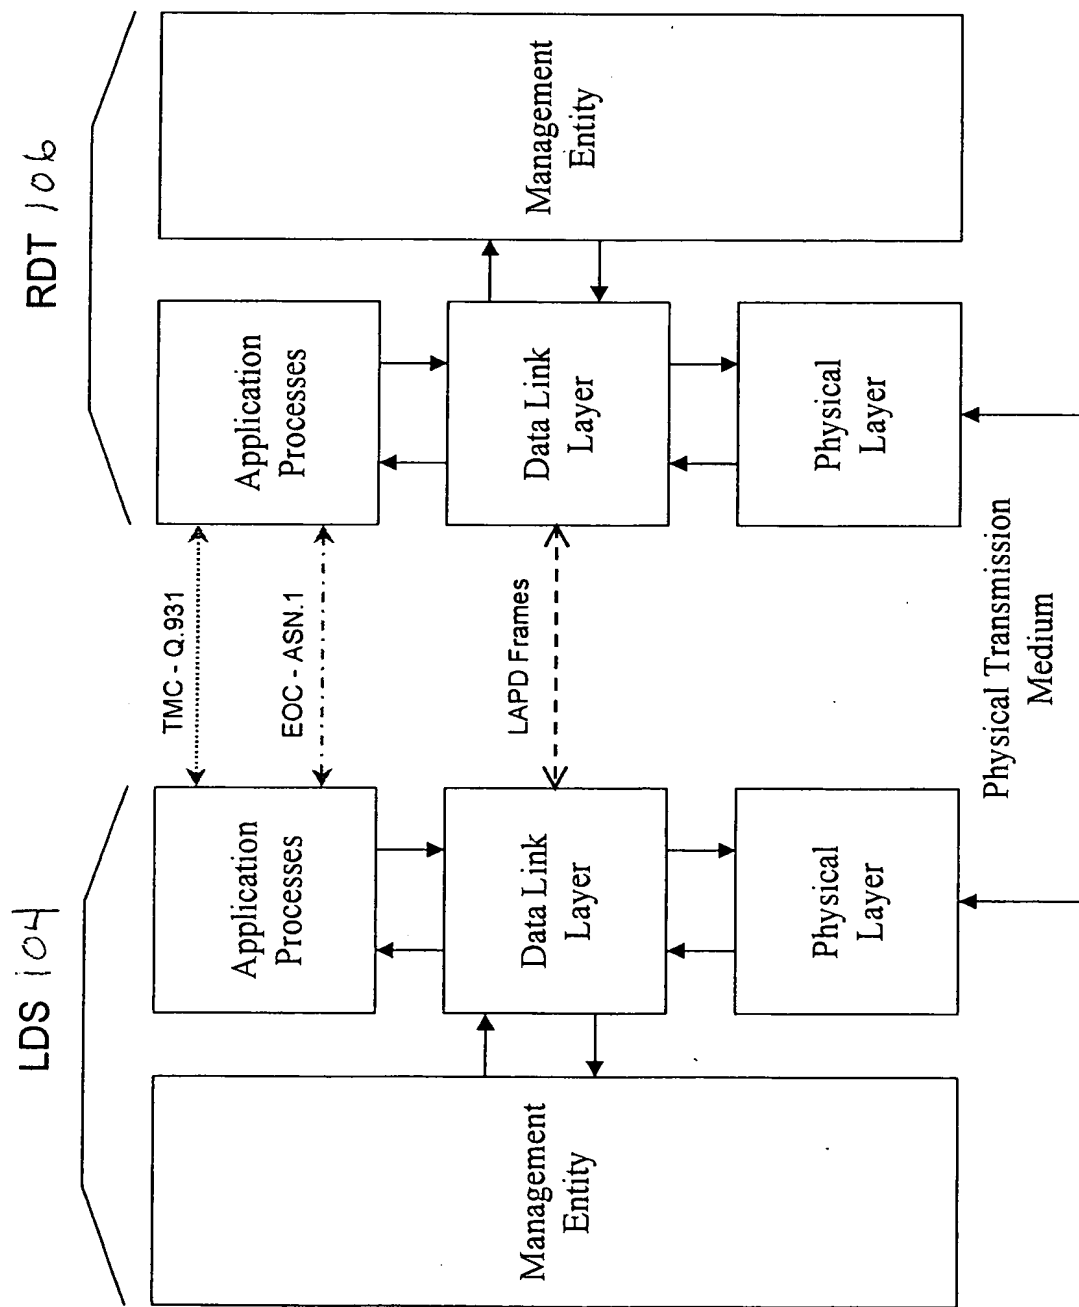 LDS 104
RDT 106
Management
Entity
Application
Processes
TMC - Q.931
EOC - ASN.1
Application
Processes
Management
Entity
Data Link
Layer
LAPD Frames
Data Link
Layer
Physical
Layer
Physical
Layer
Physical Transmission
Medium